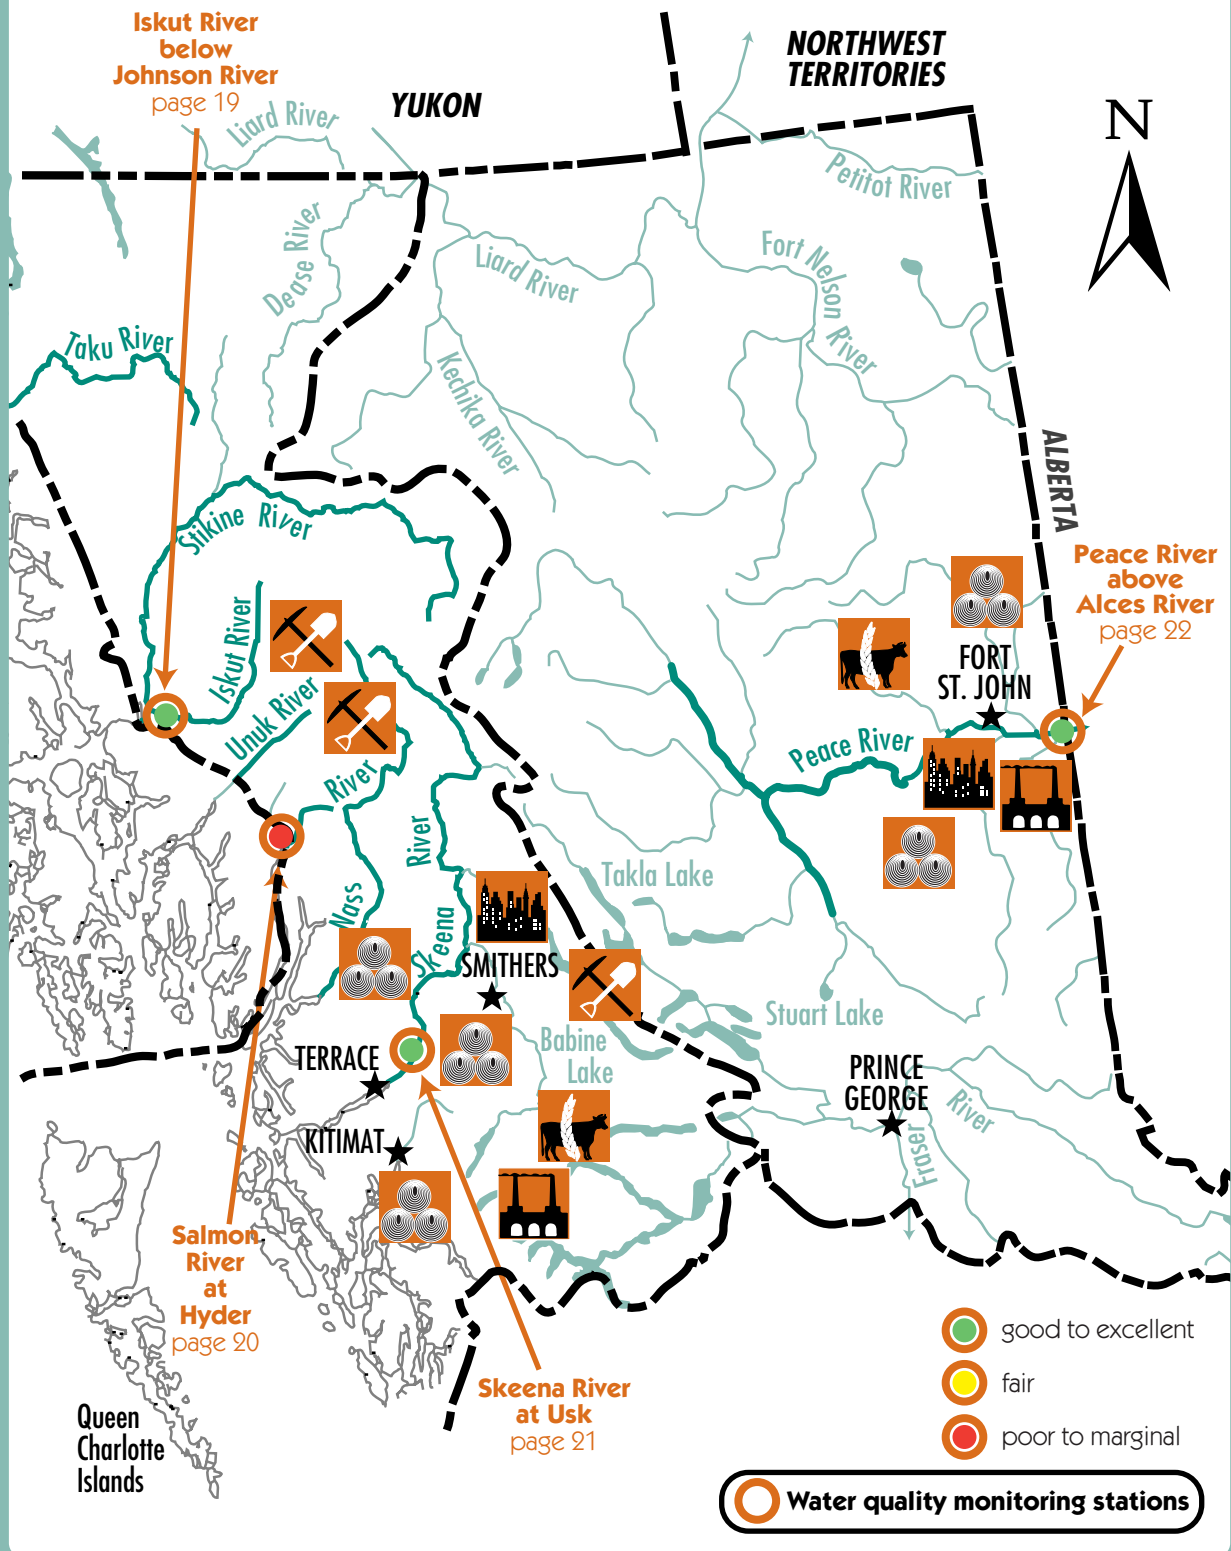 Iskut River
below
Johnson River
page 19
YUKON
NORTHWEST
TERRITORIES
N
Liard River
Petitot River
Dease River
Liard River
Fort Nelson
River
Taku River
Kechika River
ALBERTA
Stikine River
Peace River
above
Alces River
page 22
Iskut River
FORT
ST. JOHN
Unuk River
Peace River
River
River
Takla Lake
Nass
Skeena
SMITHERS
Stuart Lake
Babine
Lake
TERRACE
PRINCE
GEORGE
River
Fraser
KITIMAT
Salmon
River
at
Hyder
page 20
Skeena River
at Usk
page 21
Queen
Charlotte
Islands
good to excellent
fair
poor to marginal
Water quality monitoring stations